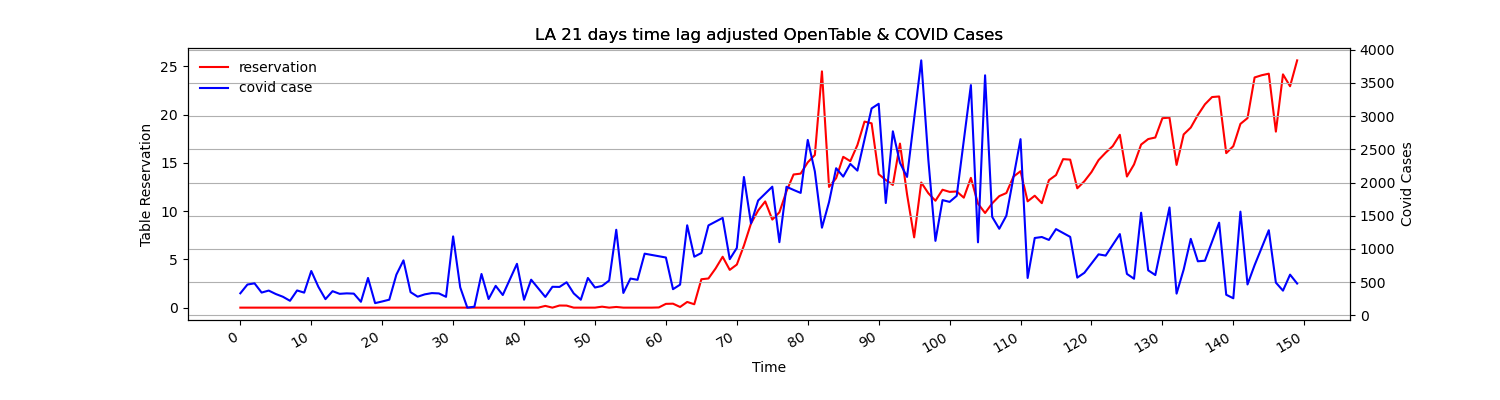 LA 21 days time lag adjusted OpenTable & COVID Cases
reservation
covid case
Table Reservation
25
20
15
10
5
0
4000
3500
3000
2500
2000
1500
1000
500
0
Covid Cases
0 10 20 30 40 50 60 70 80 90 100 110 120 130 140 150
Time